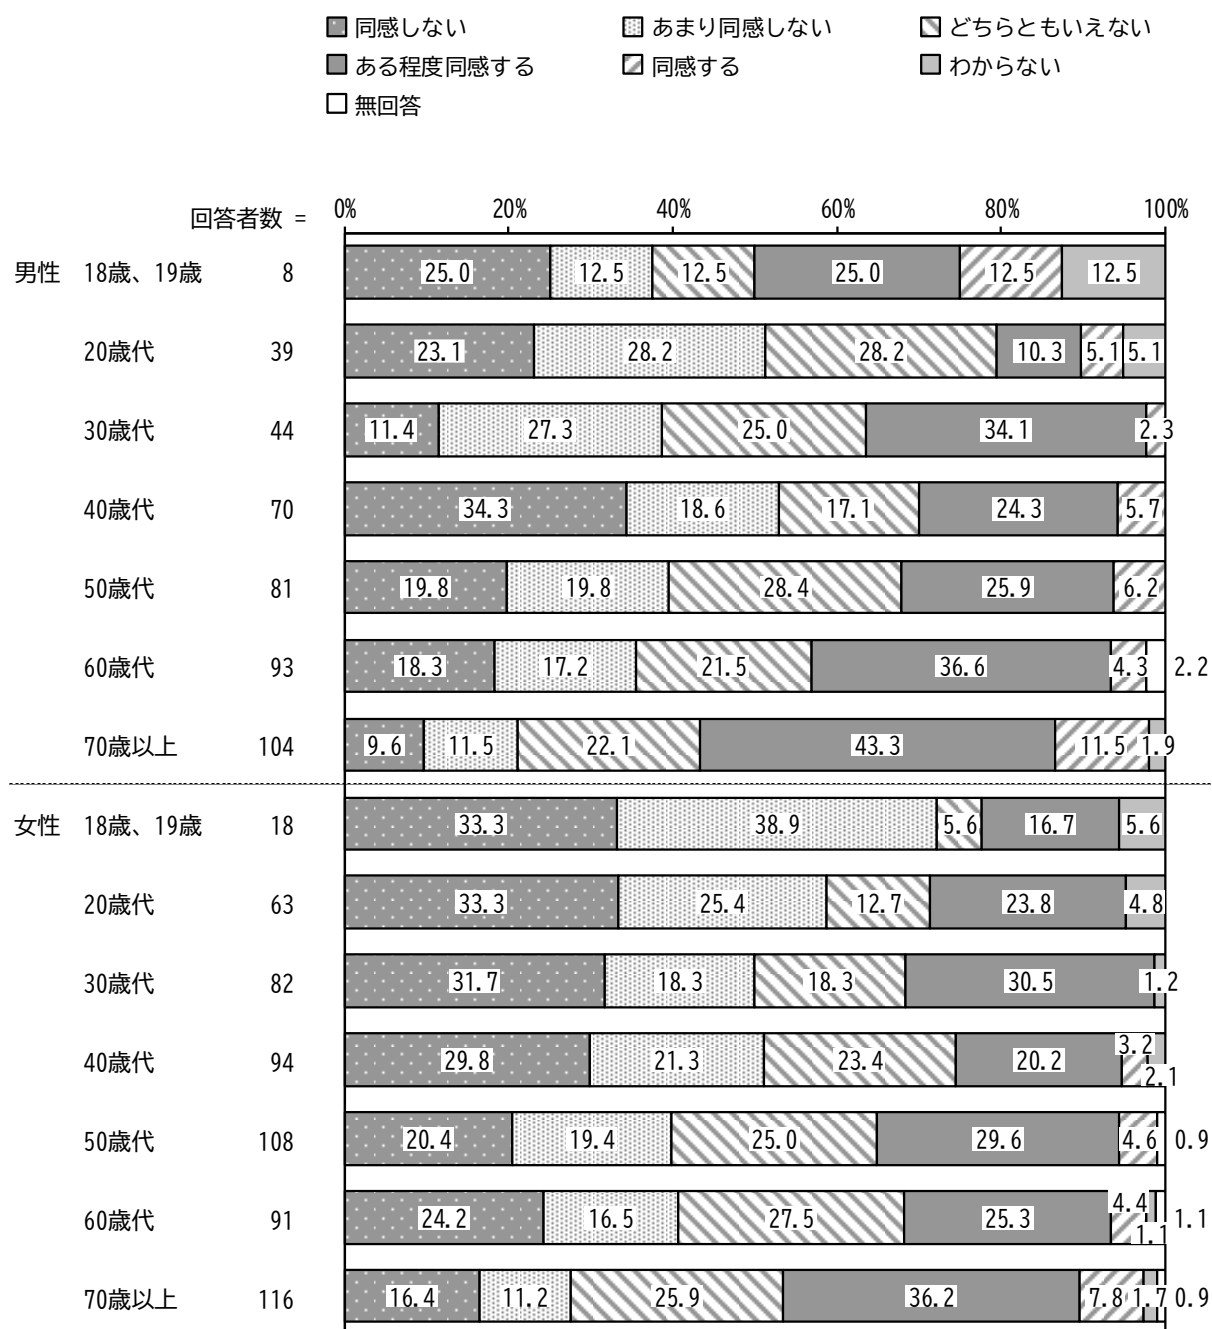 同感しない あまり同感しない どちらともいえない
ある程度同感する 同感する わからない
無回答
回答者数 = 0% 20% 40% 60% 80% 100%
男性 18歳、19歳 8 25.0 12.5 12.5 25.0 12.5 12.5
20歳代 39 23.1 28.2 28.2 10.3 5.1 5.1
30歳代 44 11.4 27.3 25.0 34.1 2.3
40歳代 70 34.3 18.6 17.1 24.3 5.7
50歳代 81 19.8 19.8 28.4 25.9 6.2
60歳代 93 18.3 17.2 21.5 36.6 4.3 2.2
70歳以上 104 9.6 11.5 22.1 43.3 11.5 1.9
女性 18歳、19歳 18 33.3 38.9 5.6 16.7 5.6
20歳代 63 33.3 25.4 12.7 23.8 4.8
30歳代 82 31.7 18.3 18.3 30.5 1.2
40歳代 94 29.8 21.3 23.4 20.2 3.2 2.1
50歳代 108 20.4 19.4 25.0 29.6 4.6 0.9
60歳代 91 24.2 16.5 27.5 25.3 4.4 1.1 1.1
70歳以上 116 16.4 11.2 25.9 36.2 7.8 1.7 0.9